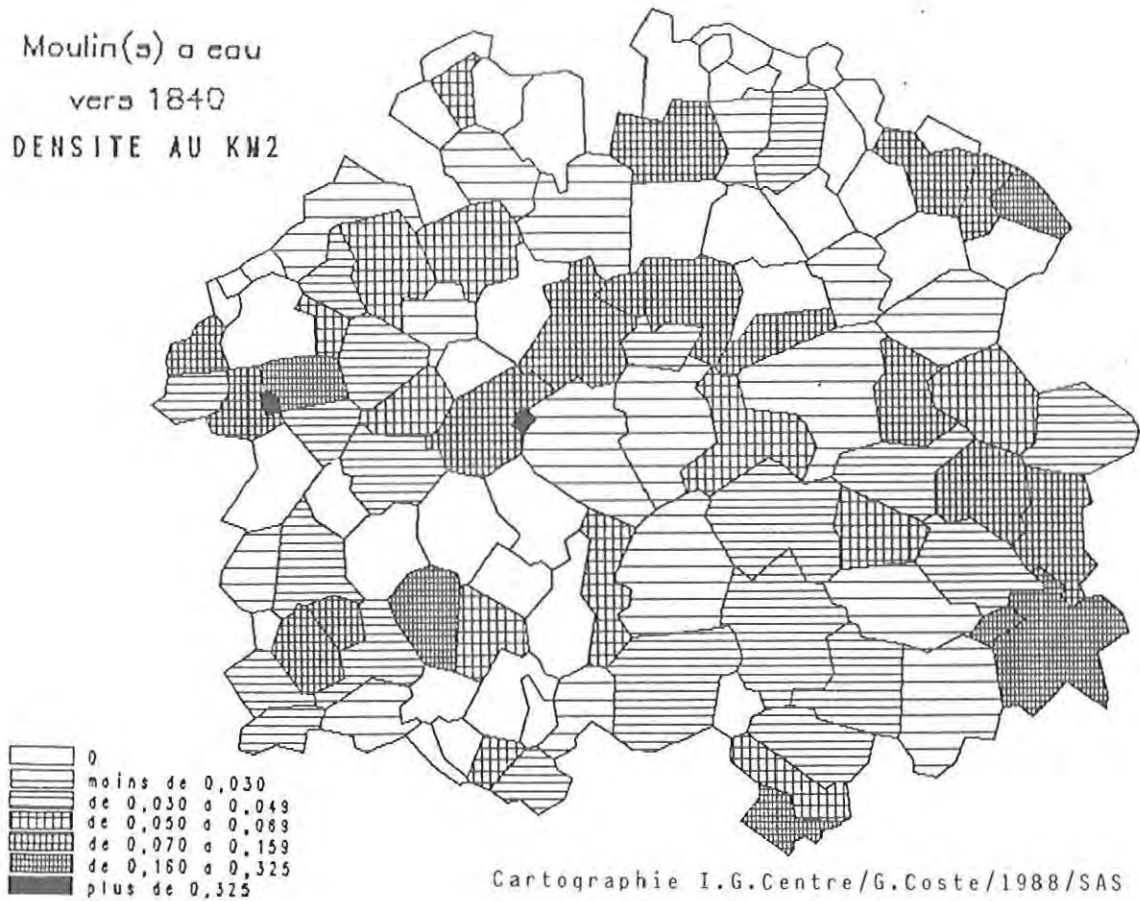 Moulin(s) a eau
vers 1840
DENSITE AU KM2
0
moins de 0,030
de 0,030 a 0,049
de 0,050 a 0,069
de 0,070 a 0,159
de 0,160 a 0,325
plus de 0,325
Cartographie I.G.Centre/G.Coste/1988/SAS